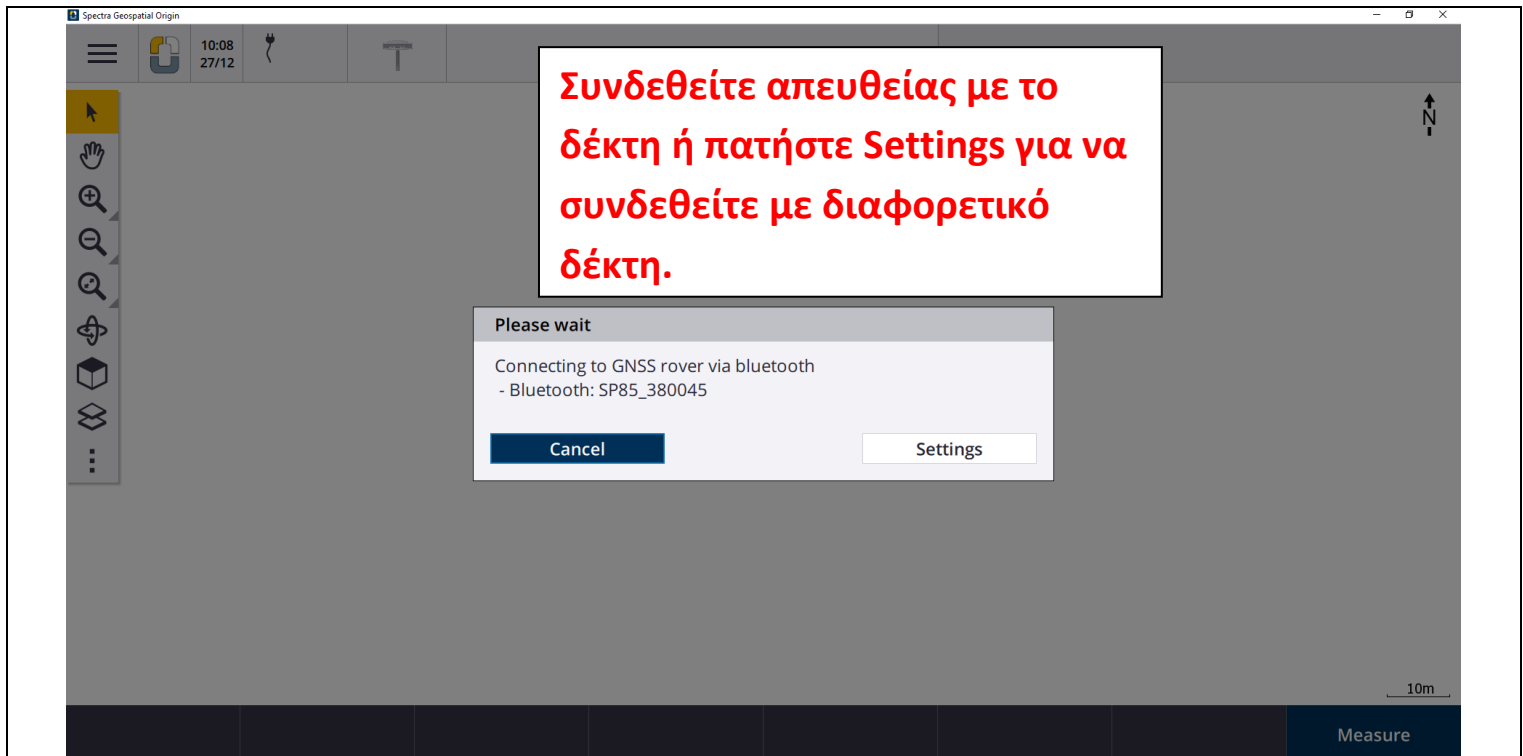 Spectra Geospatial Origin
10:08
27/12
Συνδεθείτε απευθείας με το
δέκτη ή πατήστε Settings για να
συνδεθείτε με διαφορετικό
δέκτη.
N
Please wait
Connecting to GNSS rover via bluetooth
- Bluetooth: SP85_380045
Cancel
Settings
10m
Measure